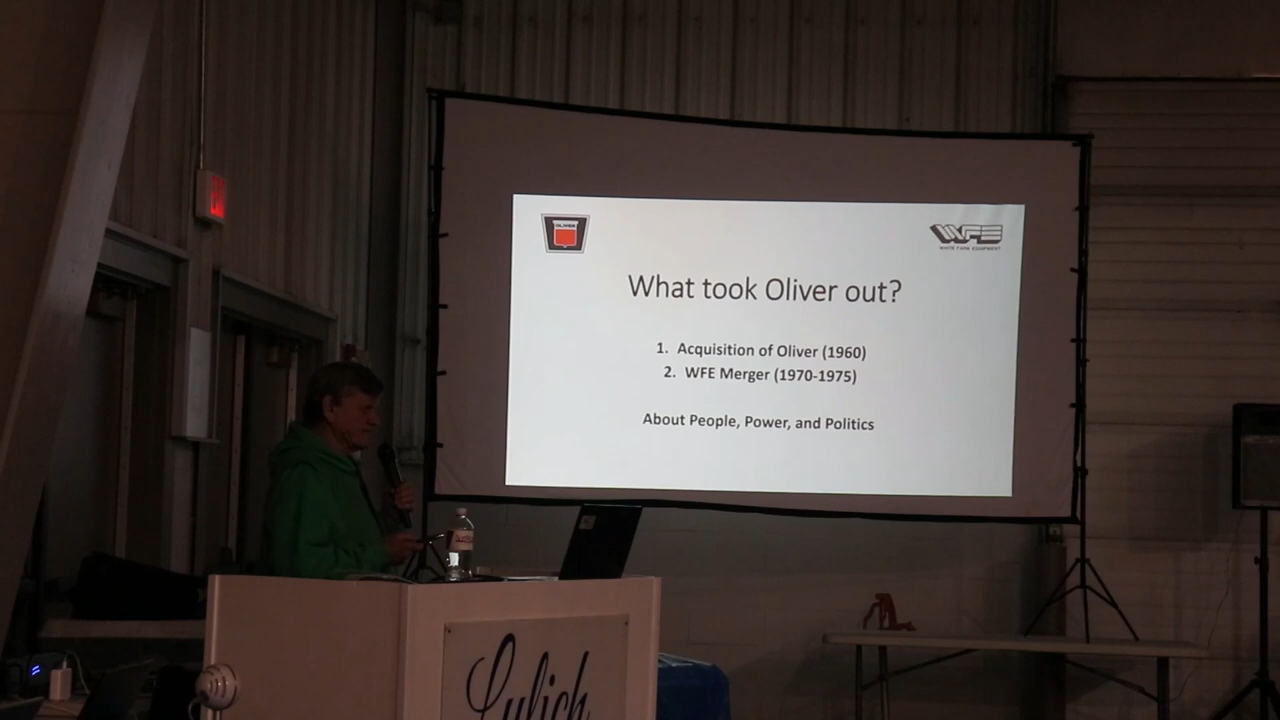 OLIVER
WFE
WHITE FARM EQUIPMENT
What took Oliver out?
1. Acquisition of Oliver (1960)
2. WFE Merger (1970-1975)
About People, Power, and Politics
Lulich